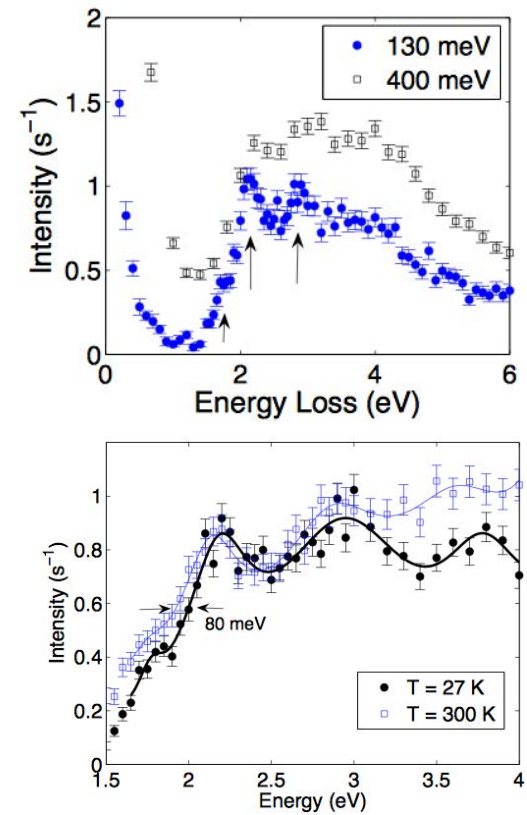 2
130 meV
400 meV
1.5
1
0.5
0
Intensity (s⁻¹)
0 2 4 6
Energy Loss (eV)
1
0.8
0.6
0.4
0.2
0
Intensity (s⁻¹)
80 meV
T = 27 K
T = 300 K
1.5 2 2.5 3 3.5 4
Energy (eV)